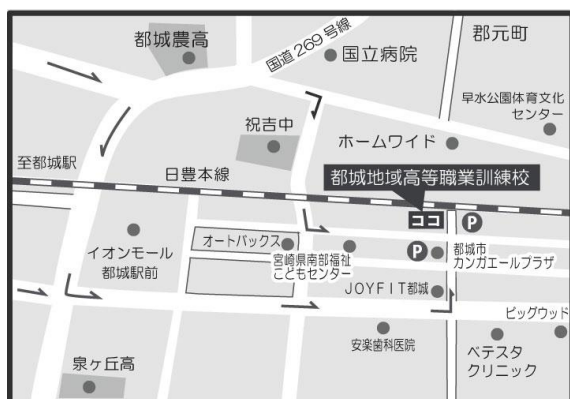 都城農高
国道269号線
国立病院
郡元町
早水公園体育文化
センター
祝吉中
ホームワイド
至都城駅
日豊本線
都城地域高等職業訓練校
ココ
P
オートバックス
イオンモール
都城駅前
宮崎県南部福祉
こどもセンター
P
都城市
カンガエールプラザ
JOYFIT都城
ビッグウッド
安楽歯科医院
ベテスタ
クリニック
泉ヶ丘高